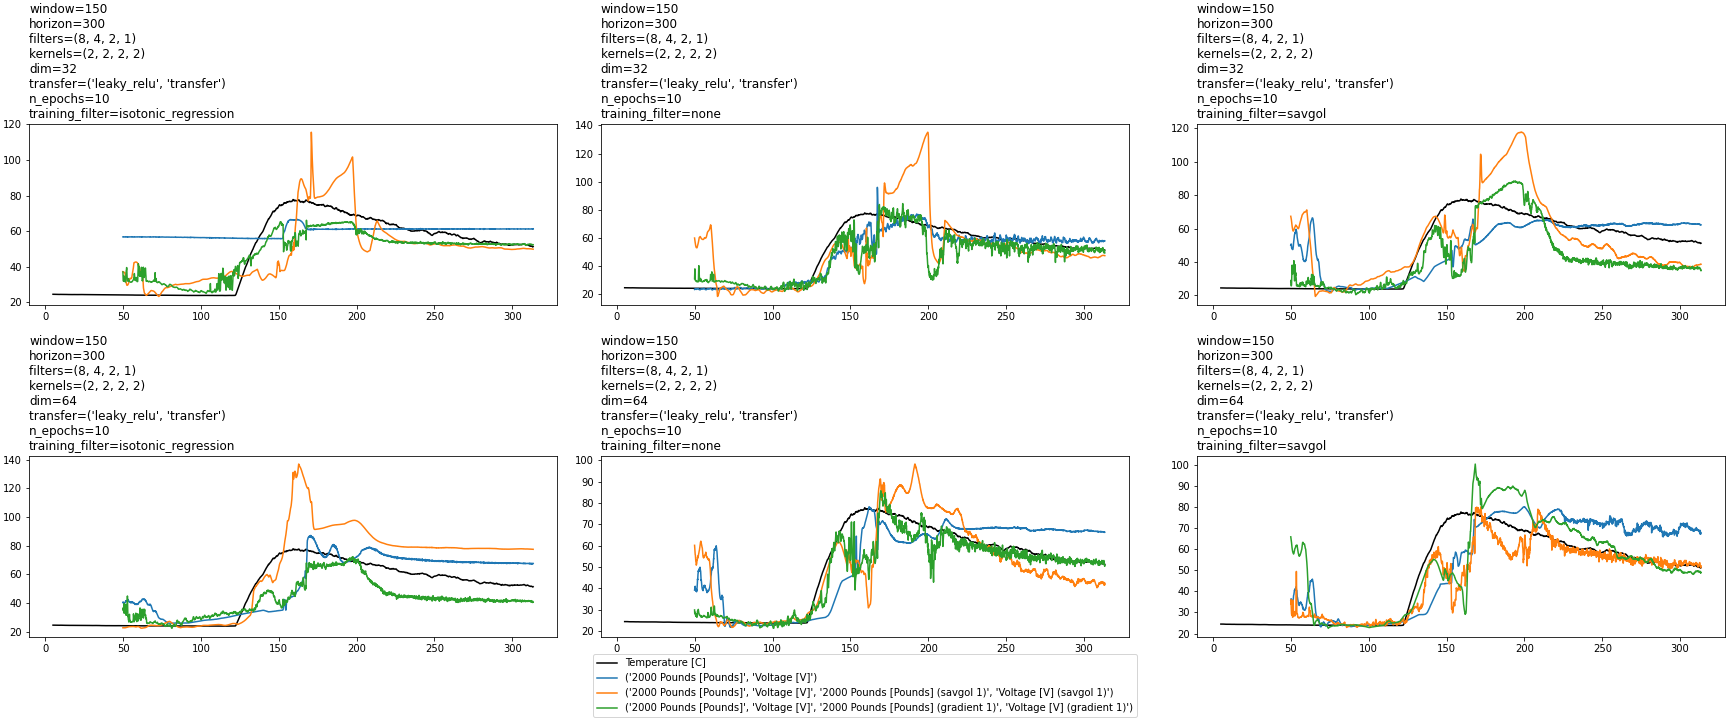 window=150
horizon=300
filters=(8, 4, 2, 1)
kernels=(2, 2, 2, 2)
dim=32
transfer=('leaky_relu', 'transfer')
n_epochs=10
training_filter=isotonic_regression
120
100
80
60
40
20
0
50
100
150
200
250
300
window=150
horizon=300
filters=(8, 4, 2, 1)
kernels=(2, 2, 2, 2)
dim=32
transfer=('leaky_relu', 'transfer')
n_epochs=10
training_filter=none
140
120
100
80
60
40
20
0
50
100
150
200
250
300
window=150
horizon=300
filters=(8, 4, 2, 1)
kernels=(2, 2, 2, 2)
dim=32
transfer=('leaky_relu', 'transfer')
n_epochs=10
training_filter=savgol
120
100
80
60
40
20
0
50
100
150
200
250
300
window=150
horizon=300
filters=(8, 4, 2, 1)
kernels=(2, 2, 2, 2)
dim=64
transfer=('leaky_relu', 'transfer')
n_epochs=10
training_filter=isotonic_regression
140
120
100
80
60
40
20
0
50
100
150
200
250
300
window=150
horizon=300
filters=(8, 4, 2, 1)
kernels=(2, 2, 2, 2)
dim=64
transfer=('leaky_relu', 'transfer')
n_epochs=10
training_filter=none
100
90
80
70
60
50
40
30
20
0
50
100
150
200
250
300
window=150
horizon=300
filters=(8, 4, 2, 1)
kernels=(2, 2, 2, 2)
dim=64
transfer=('leaky_relu', 'transfer')
n_epochs=10
training_filter=savgol
100
90
80
70
60
50
40
30
20
0
50
100
150
200
250
300
Temperature [C]
('2000 Pounds [Pounds]', 'Voltage [V]')
('2000 Pounds [Pounds]', 'Voltage [V]', '2000 Pounds [Pounds] (savgol 1)', 'Voltage [V] (savgol 1)')
('2000 Pounds [Pounds]', 'Voltage [V]', '2000 Pounds [Pounds] (gradient 1)', 'Voltage [V] (gradient 1)')